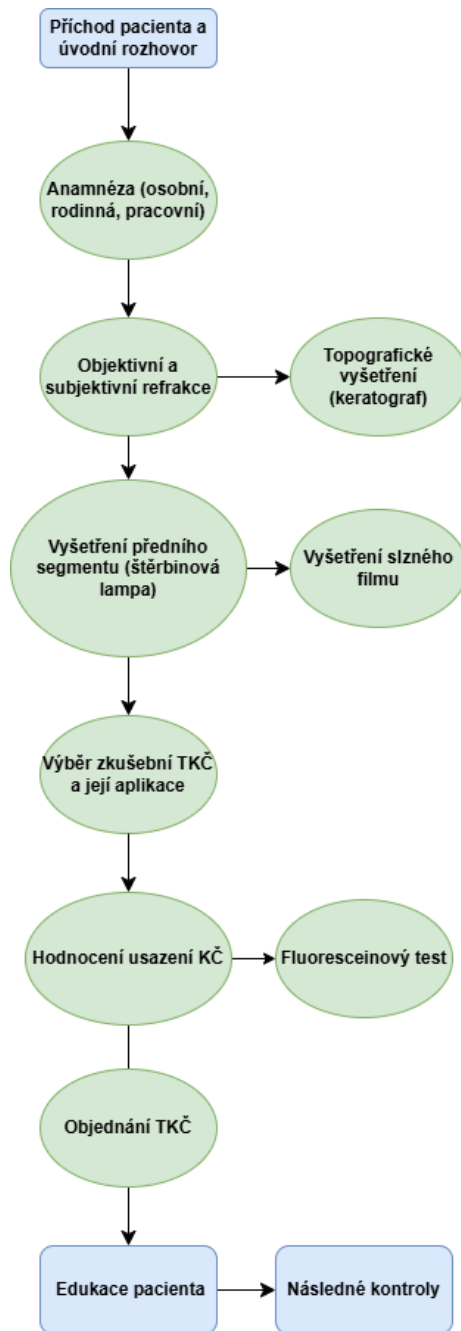 Příchod pacienta a
úvodní rozhovor
Anamnéza (osobní,
rodinná, pracovní)
Objektivní a
subjektivní refrakce
Topografické
vyšetření
(keratograf)
Vyšetření předního
segmentu (štěrbinová
lampa)
Vyšetření slzného
filmu
Výběr zkušební TKČ
a její aplikace
Hodnocení usazení KČ
Fluoresceinový test
Objednání TKČ
Edukace pacienta
Následné kontroly